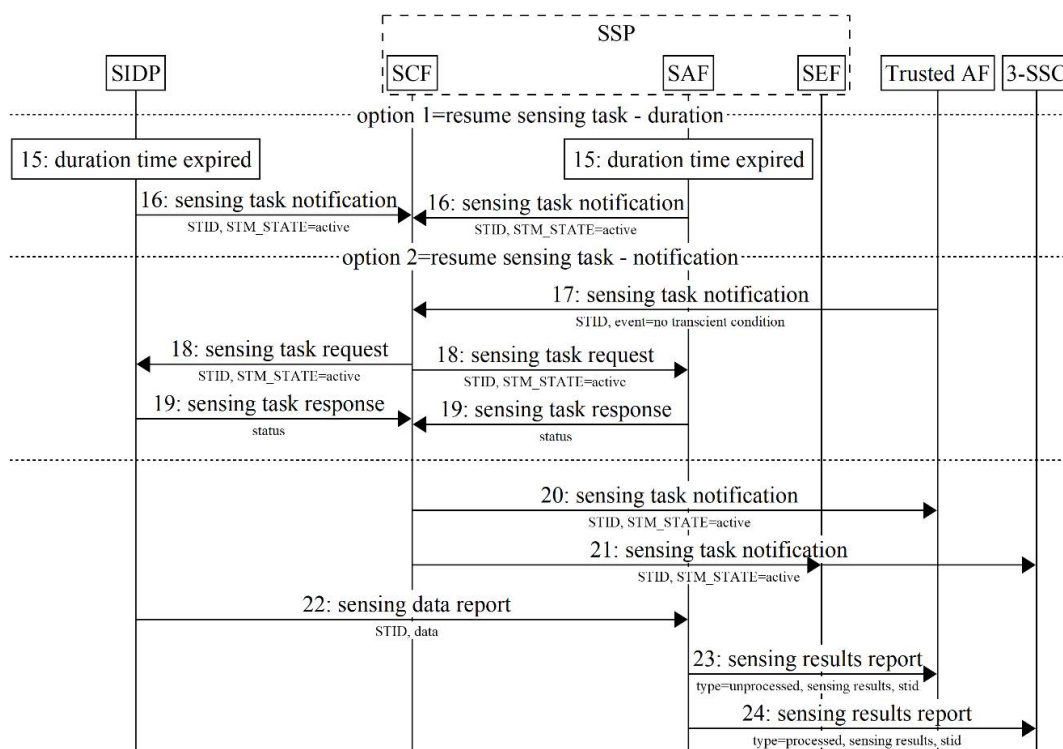 SSP
SIDP SCF SAF SEF Trusted AF 3-SSC
option 1=resume sensing task - duration
15: duration time expired 15: duration time expired
16: sensing task notification 16: sensing task notification
STID, STM_STATE=active STID, STM_STATE=active
option 2=resume sensing task - notification
17: sensing task notification
STID, event=no transcient condition
18: sensing task request 18: sensing task request
STID, STM_STATE=active STID, STM_STATE=active
19: sensing task response 19: sensing task response
status status
20: sensing task notification
STID, STM_STATE=active
21: sensing task notification
STID, STM_STATE=active
22: sensing data report
STID, data
23: sensing results report
type=unprocessed, sensing results, stid
24: sensing results report
type=processed, sensing results, stid